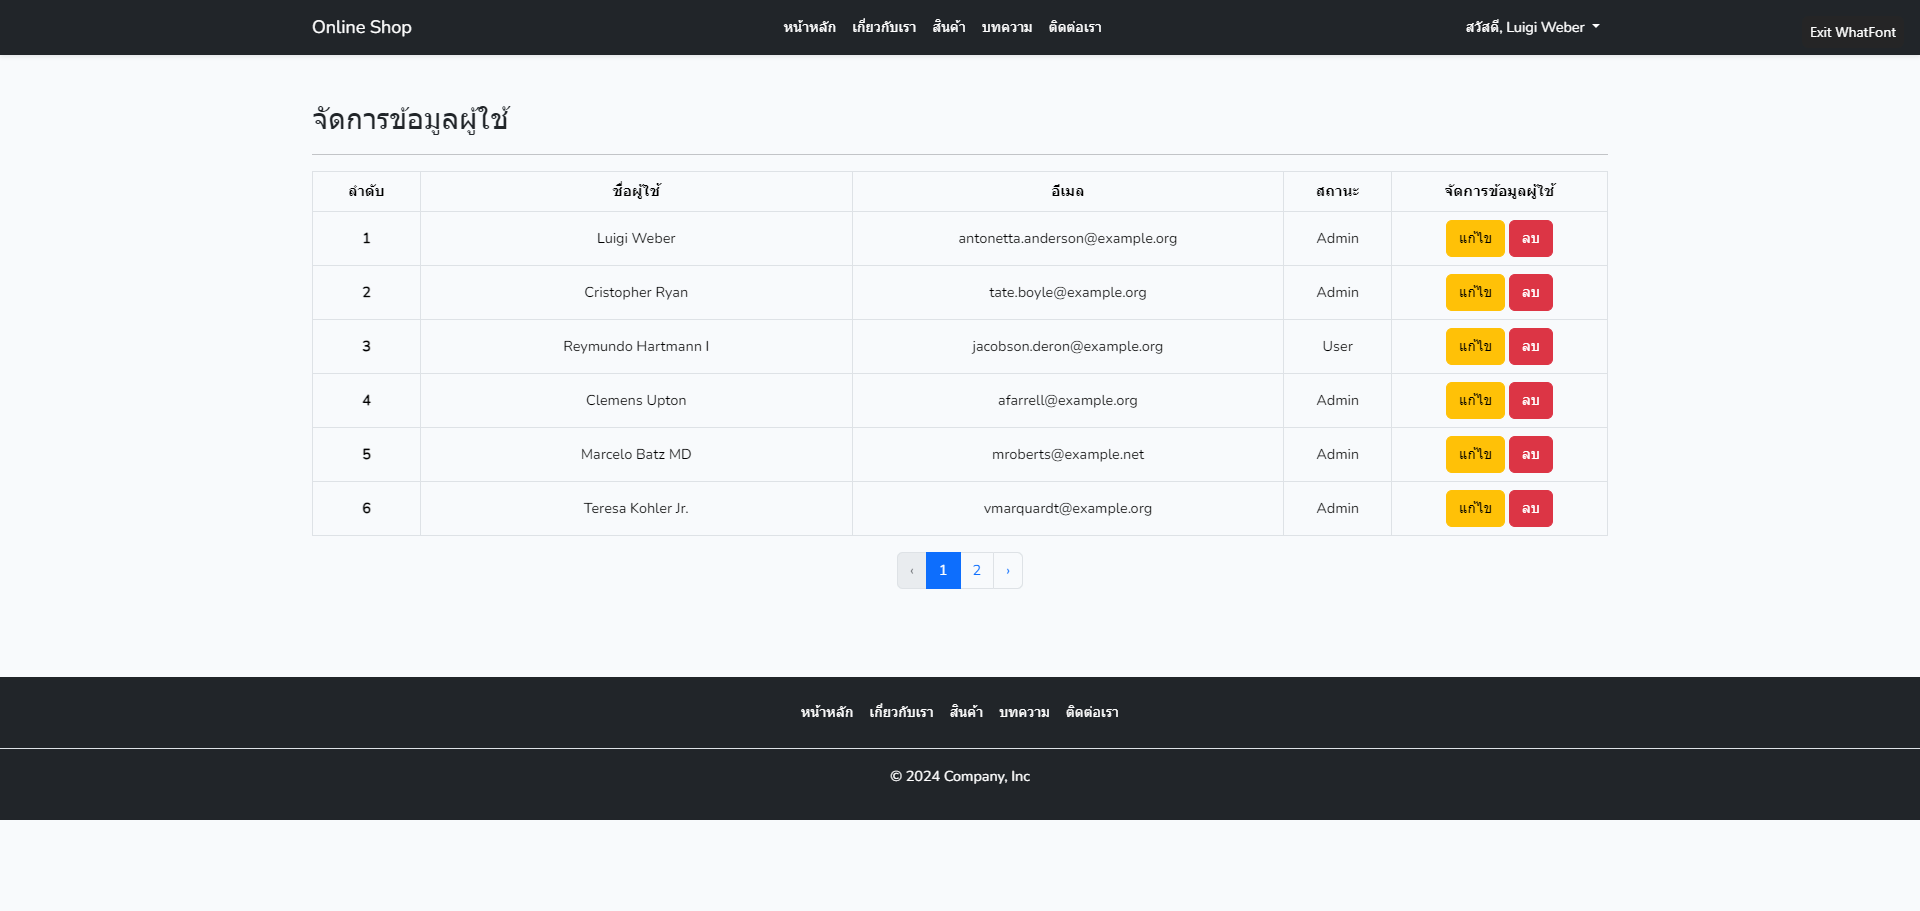 Online Shop
หน้าหลัก เกี่ยวกับเรา สินค้า บทความ ติดต่อเรา
สวัสดี, Luigi Weber
Exit WhatFont
จัดการข้อมูลผู้ใช้
ลำดับ ชื่อผู้ใช้ อีเมล สถานะ จัดการข้อมูลผู้ใช้
1 Luigi Weber antonetta.anderson@example.org Admin แก้ไข ลบ
2 Cristopher Ryan tate.boyle@example.org Admin แก้ไข ลบ
3 Reymundo Hartmann I jacobson.deron@example.org User แก้ไข ลบ
4 Clemens Upton afarrell@example.org Admin แก้ไข ลบ
5 Marcelo Batz MD mroberts@example.net Admin แก้ไข ลบ
6 Teresa Kohler Jr. vmarquardt@example.org Admin แก้ไข ลบ
‹ 1 2 ›
หน้าหลัก เกี่ยวกับเรา สินค้า บทความ ติดต่อเรา
© 2024 Company, Inc